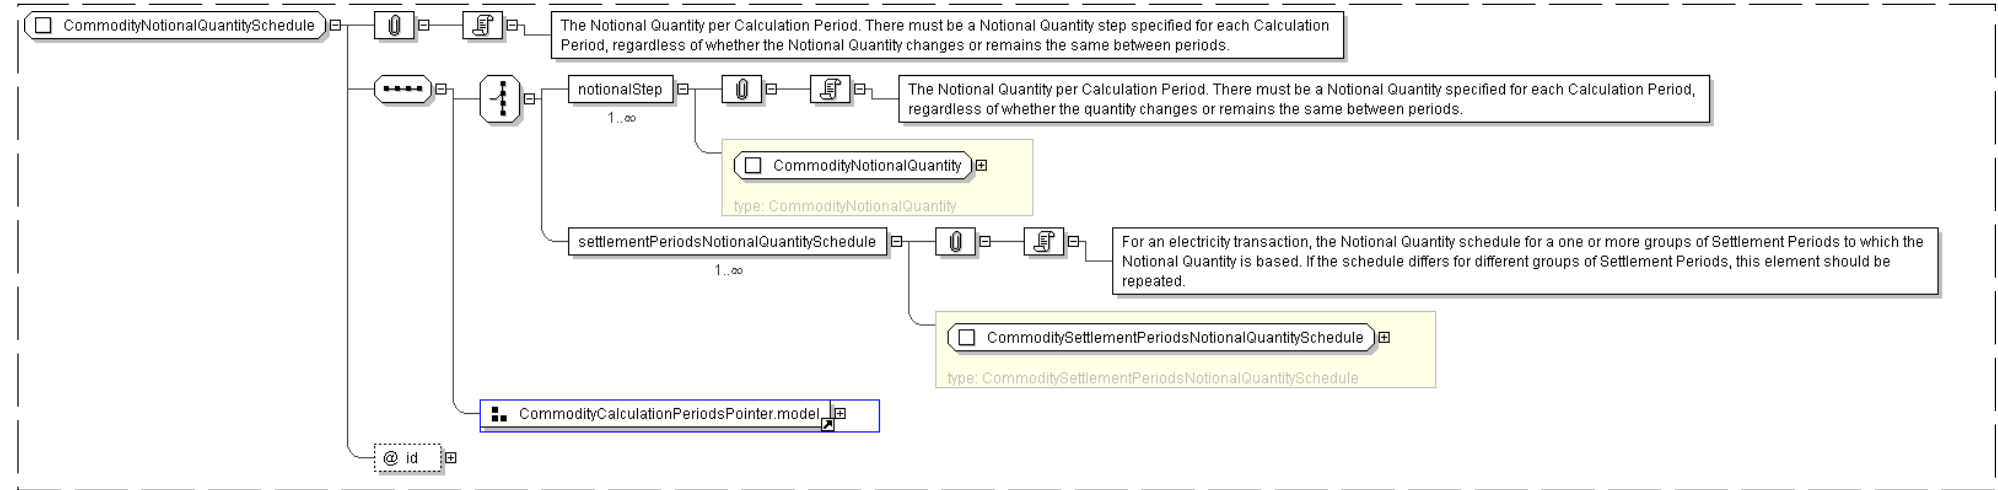 CommodityNotionalQuantitySchedule
The Notional Quantity per Calculation Period. There must be a Notional Quantity step specified for each Calculation
Period, regardless of whether the Notional Quantity changes or remains the same between periods.
notionalStep
1..∞
The Notional Quantity per Calculation Period. There must be a Notional Quantity specified for each Calculation Period,
regardless of whether the quantity changes or remains the same between periods.
CommodityNotionalQuantity
type: CommodityNotionalQuantity
settlementPeriodsNotionalQuantitySchedule
1..∞
For an electricity transaction, the Notional Quantity schedule for a one or more groups of Settlement Periods to which the
Notional Quantity is based. If the schedule differs for different groups of Settlement Periods, this element should be
repeated.
CommoditySettlementPeriodsNotionalQuantitySchedule
type: CommoditySettlementPeriodsNotionalQuantitySchedule
CommodityCalculationPeriodsPointer.model
@ id